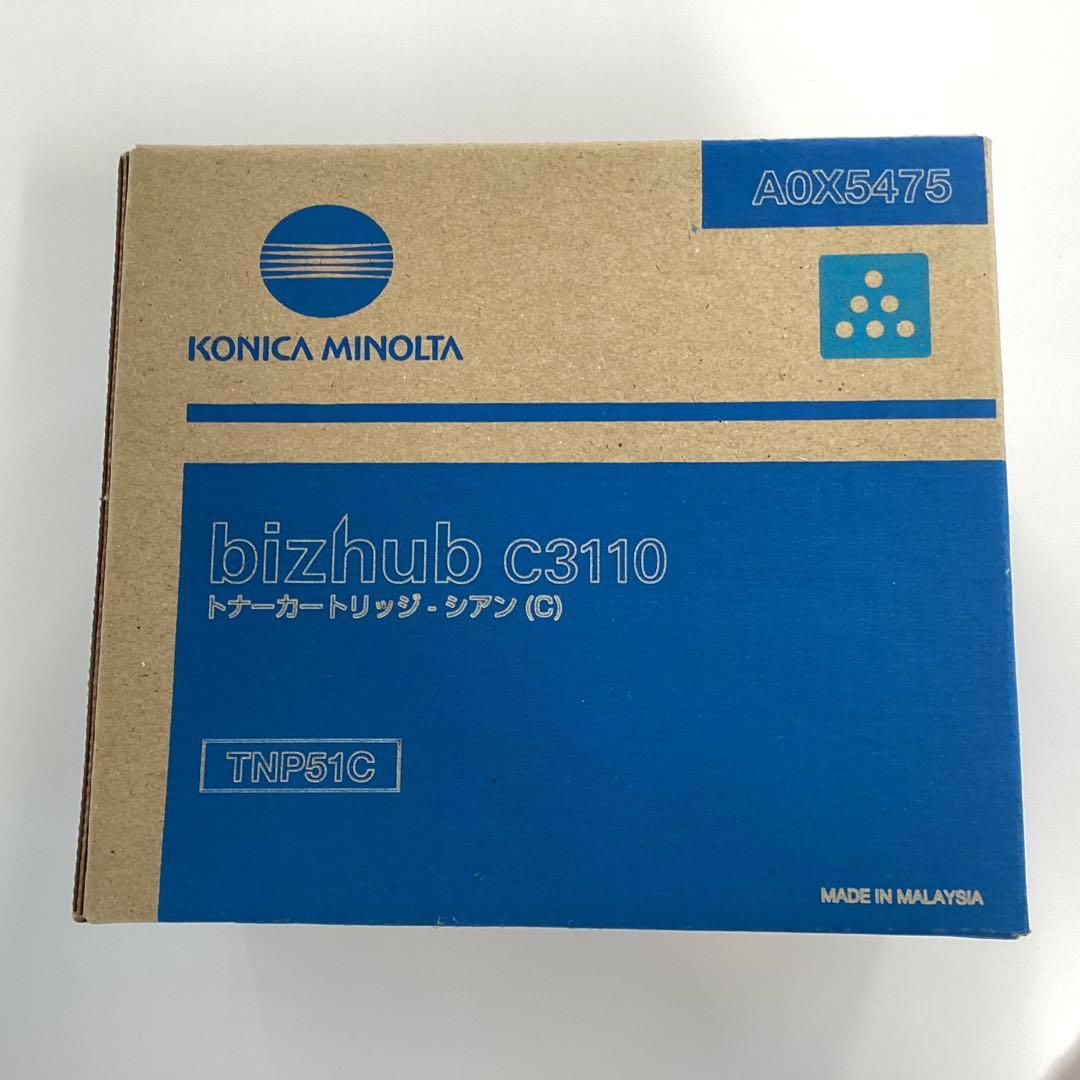 A0X5475
KONICA MINOLTA
bizhub C3110
トナーカートリッジ - シアン (C)
TNP51C
MADE IN MALAYSIA